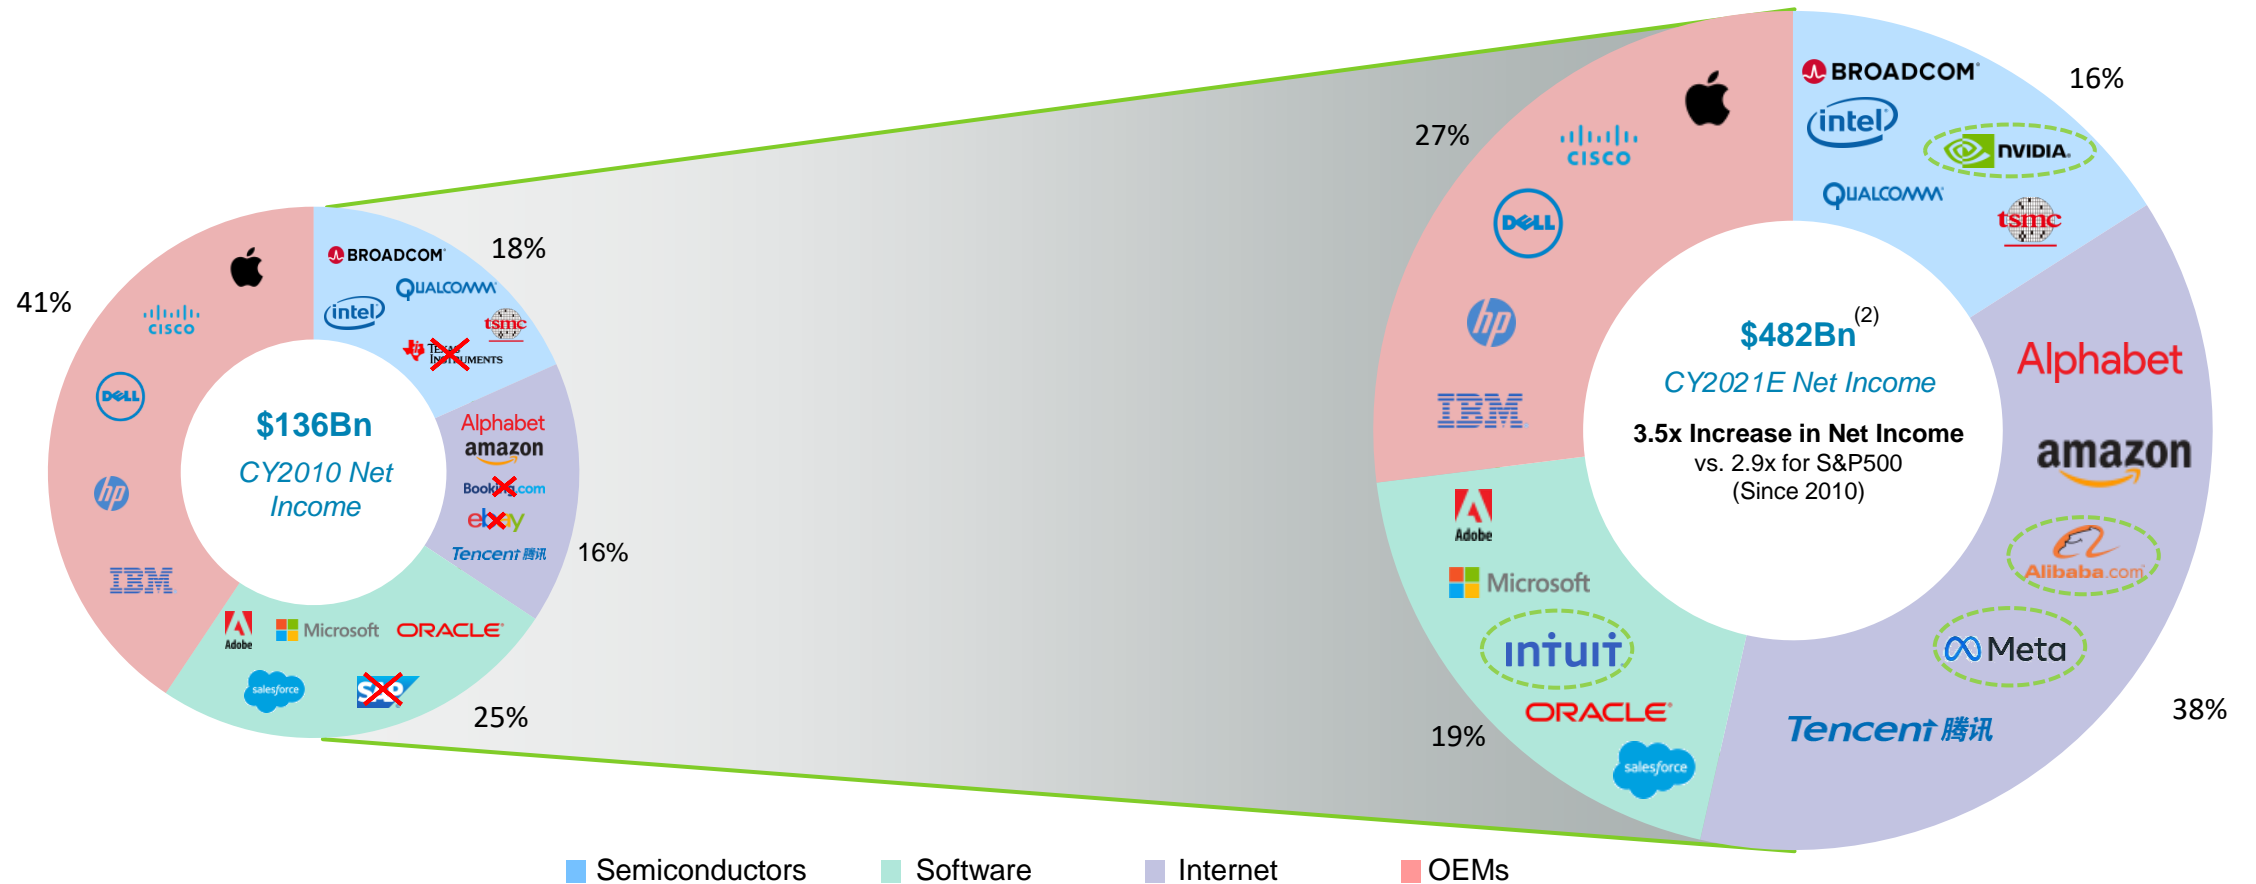 41%
CISCO
DELL
hp
IBM
BROADCOM
18%
QUALCOMM
intel
tsmc
TEXAS
INSTRUMENTS
Alphabet
amazon
Booking.com
ebay
Tencent 腾讯
16%
Adobe
Microsoft
ORACLE
salesforce
SAP
25%
$136Bn
CY2010 Net
Income
27%
CISCO
DELL
hp
IBM
BROADCOM
16%
intel
NVIDIA
QUALCOMM
tsmc
$482Bn(2)
CY2021E Net Income
3.5x Increase in Net Income
vs. 2.9x for S&P500
(Since 2010)
Alphabet
amazon
Alibaba.com
Meta
Tencent 腾讯
38%
Adobe
Microsoft
ıntuıt
ORACLE
salesforce
19%
Semiconductors
Software
Internet
OEMs